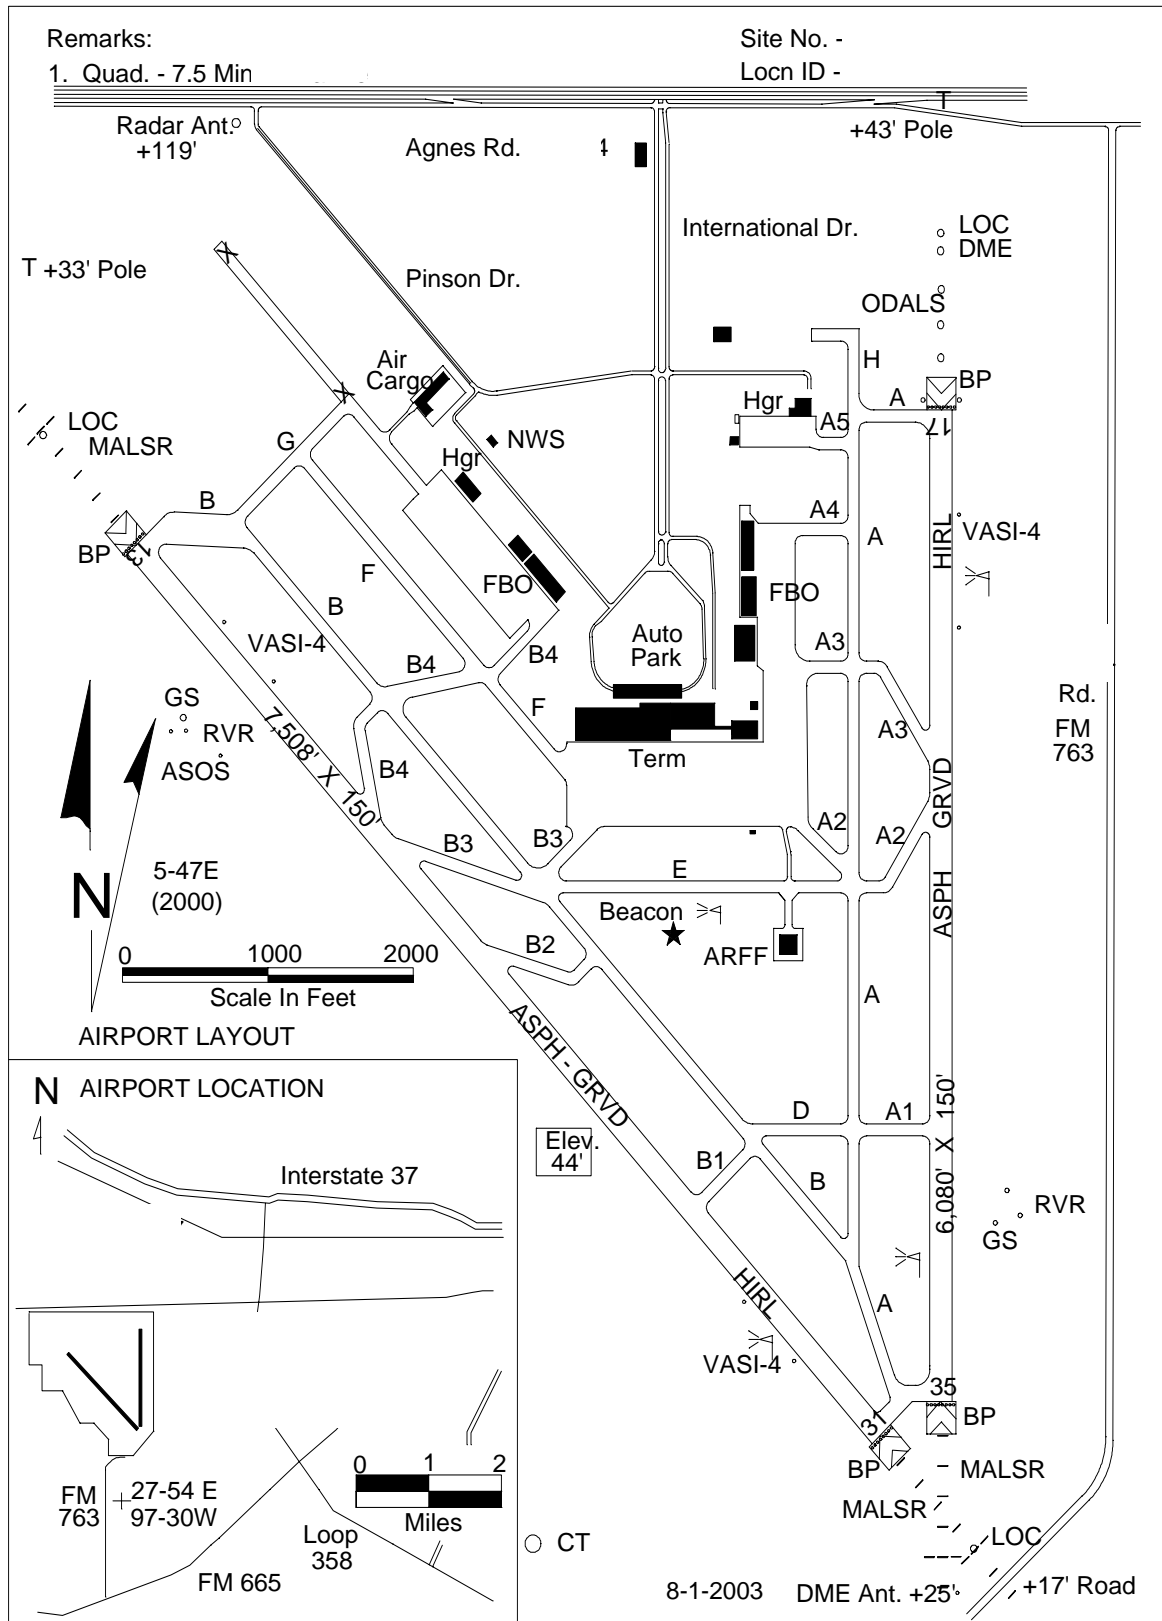 Remarks:
Site No. -
1. Quad. - 7.5 Min
Locn ID -
T
Radar Ant.
+119'
Agnes Rd.
+43' Pole
International Dr.
LOC
DME
T +33' Pole
Pinson Dr.
ODALS
X
H
Air
Cargo
X
BP
A
Hgr
LOC
MALSR
G
NWS
A5
17
Hgr
B
A4
A
HIRL
VASI-4
BP
13
F
FBO
FBO
B
VASI-4
B4
B4
Auto
Park
A3
GS
RVR
ASOS
F
7,508' X 150'
Term
A3
Rd.
FM
763
B4
GRVD
B3
B3
A2
A2
5-47E
(2000)
N
E
ASPH
Beacon
ARFF
B2
0 1000 2000
Scale In Feet
A
ASPH - GRVD
AIRPORT LAYOUT
N AIRPORT LOCATION
D
A1
6,080' X 150'
Elev.
44'
Interstate 37
B1
B
RVR
GS
HIRL
A
VASI-4
35
31
BP
BP
MALSR
MALSR
0 1 2
Miles
FM
763
27-54 E
97-30W
Loop
358
CT
LOC
FM 665
8-1-2003
DME Ant. +25'
+17' Road